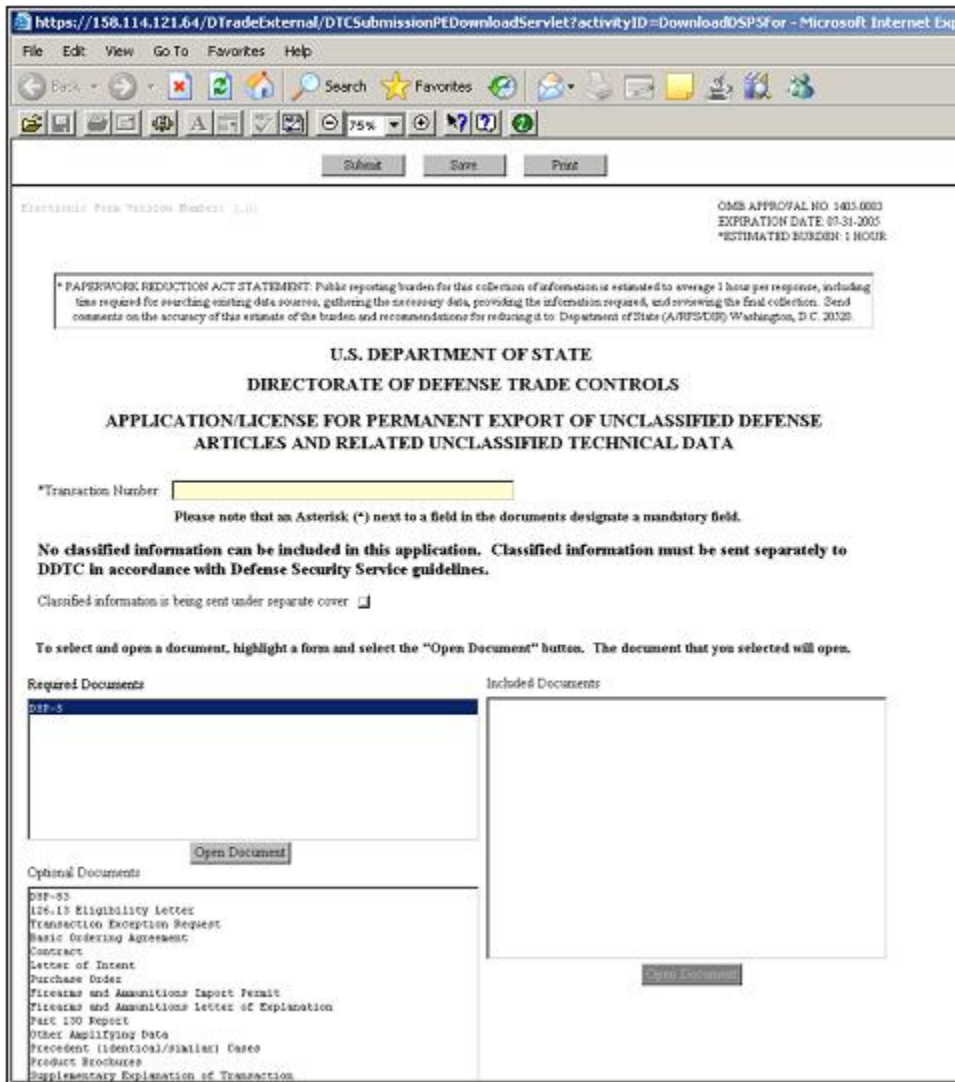 https://158.114.121.64/DTradeExternal/DTCSubmissionPEDownloadServlet?activityID=DownloadDSP5For - Microsoft Internet Exp
File Edit View Go To Favorites Help
Back Search Favorites
75%
Submit Save Print
Electronic Form Version Number:
OMB APPROVAL NO. 1405-0003
EXPIRATION DATE: 07-31-2005
*ESTIMATED BURDEN: 1 HOUR
* PAPERWORK REDUCTION ACT STATEMENT: Public reporting burden for this collection of information is estimated to average 1 hour per response, including
time required for searching existing data sources, gathering the necessary data, providing the information required, and reviewing the final collection. Send
comments on the accuracy of this estimate of the burden and recommendations for reducing it to: Department of State (A/RPS/DIR) Washington, D.C. 20520.
U.S. DEPARTMENT OF STATE
DIRECTORATE OF DEFENSE TRADE CONTROLS
APPLICATION/LICENSE FOR PERMANENT EXPORT OF UNCLASSIFIED DEFENSE
ARTICLES AND RELATED UNCLASSIFIED TECHNICAL DATA
*Transaction Number
Please note that an Asterisk (*) next to a field in the documents designate a mandatory field.
No classified information can be included in this application. Classified information must be sent separately to
DDTC in accordance with Defense Security Service guidelines.
Classified information is being sent under separate cover
To select and open a document, highlight a form and select the "Open Document" button. The document that you selected will open.
Required Documents
DSP-5
Open Document
Included Documents
Open Document
Optional Documents
DSP-83
126.13 Eligibility Letter
Transaction Exception Request
Basic Ordering Agreement
Contract
Letter of Intent
Purchase Order
Firearms and Ammunitions Import Permit
Firearms and Ammunitions Letter of Explanation
Part 130 Report
Other Amplifying Data
Precedent (identical/similar) Cases
Product Brochures
Supplementary Explanation of Transaction